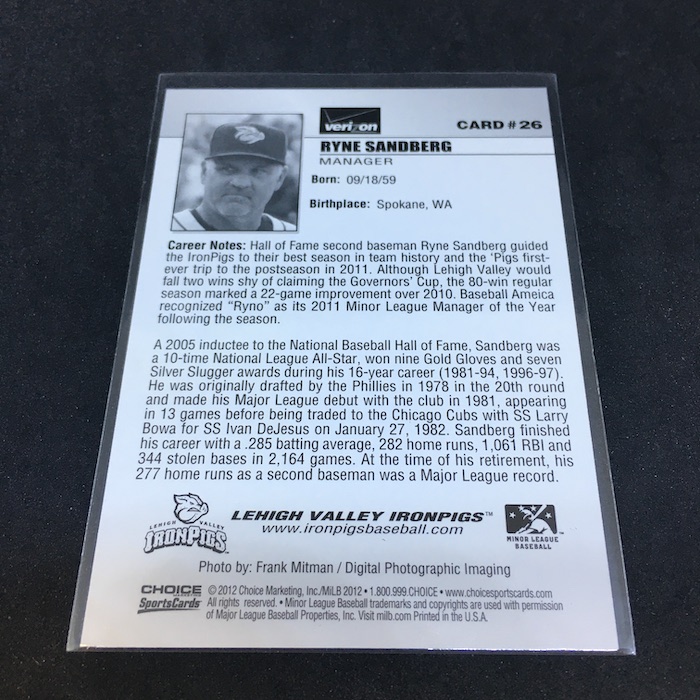 verizon
CARD # 26
RYNE SANDBERG
MANAGER
Born: 09/18/59
Birthplace: Spokane, WA
Career Notes: Hall of Fame second baseman Ryne Sandberg guided
the IronPigs to their best season in team history and the 'Pigs first-
ever trip to the postseason in 2011. Although Lehigh Valley would
fall two wins shy of claiming the Governors' Cup, the 80-win regular
season marked a 22-game improvement over 2010. Baseball Ameica
recognized "Ryno" as its 2011 Minor League Manager of the Year
following the season.
A 2005 inductee to the National Baseball Hall of Fame, Sandberg was
a 10-time National League All-Star, won nine Gold Gloves and seven
Silver Slugger awards during his 16-year career (1981-94, 1996-97).
He was originally drafted by the Phillies in 1978 in the 20th round
and made his Major League debut with the club in 1981, appearing
in 13 games before being traded to the Chicago Cubs with SS Larry
Bowa for SS Ivan DeJesus on January 27, 1982. Sandberg finished
his career with a .285 batting average, 282 home runs, 1,061 RBI and
344 stolen bases in 2,164 games. At the time of his retirement, his
277 home runs as a second baseman was a Major League record.
LEHIGH VALLEY
IRONPIGS
LEHIGH VALLEY IRONPIGS™
www.ironpigsbaseball.com
MINOR LEAGUE
BASEBALL
Photo by: Frank Mitman / Digital Photographic Imaging
CHOICE
SportsCards
© 2012 Choice Marketing, Inc./MiLB 2012 • 1.800.999.CHOICE • www.choicesportscards.com
All rights reserved. • Minor League Baseball trademarks and copyrights are used with permission
of Major League Baseball Properties, Inc. Visit milb.com Printed in the U.S.A.